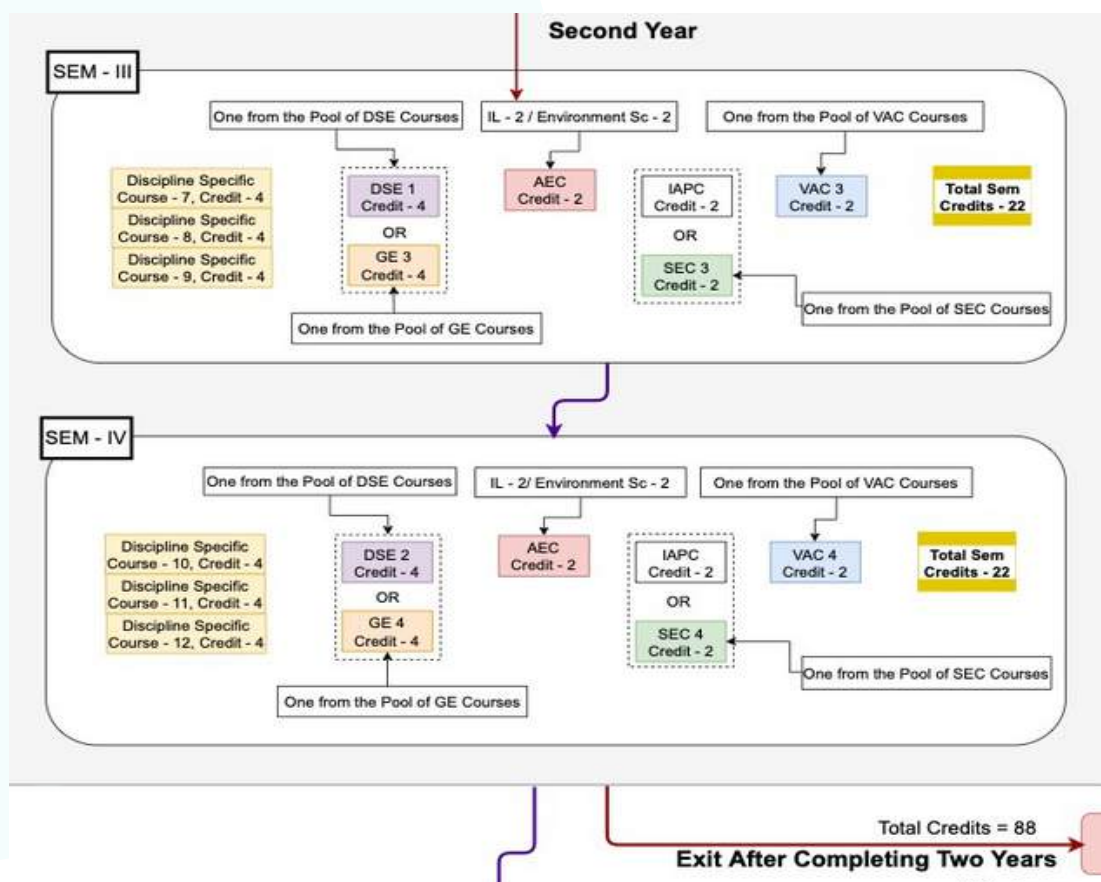 Second Year
SEM - III
One from the Pool of DSE Courses
IL - 2 / Environment Sc - 2
One from the Pool of VAC Courses
Discipline Specific
Course - 7, Credit - 4
Discipline Specific
Course - 8, Credit - 4
Discipline Specific
Course - 9, Credit - 4
DSE 1
Credit - 4
OR
GE 3
Credit - 4
AEC
Credit - 2
IAPC
Credit - 2
OR
SEC 3
Credit - 2
VAC 3
Credit - 2
Total Sem
Credits - 22
One from the Pool of GE Courses
One from the Pool of SEC Courses
SEM - IV
One from the Pool of DSE Courses
IL - 2/ Environment Sc - 2
One from the Pool of VAC Courses
Discipline Specific
Course - 10, Credit - 4
Discipline Specific
Course - 11, Credit - 4
Discipline Specific
Course - 12, Credit - 4
DSE 2
Credit - 4
OR
GE 4
Credit - 4
AEC
Credit - 2
IAPC
Credit - 2
OR
SEC 4
Credit - 2
VAC 4
Credit - 2
Total Sem
Credits - 22
One from the Pool of GE Courses
One from the Pool of SEC Courses
Total Credits = 88
Exit After Completing Two Years